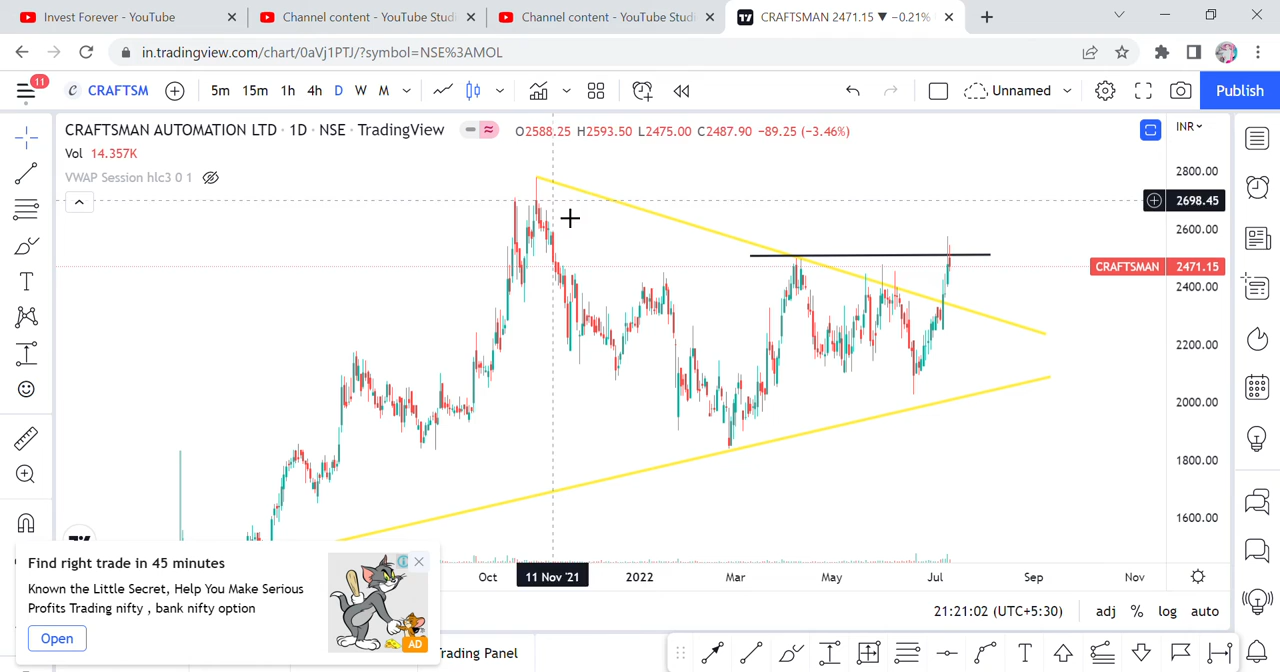 Invest Forever - YouTube
Channel content - YouTube Studi
Channel content - YouTube Studi
CRAFTSMAN 2471.15 ▼ −0.21%
in.tradingview.com/chart/0aVj1PTJ/?symbol=NSE%3AMOL
11
CRAFTSM
5m 15m 1h 4h D W M
Unnamed
Publish
CRAFTSMAN AUTOMATION LTD · 1D · NSE · TradingView
O2588.25 H2593.50 L2475.00 C2487.90 −89.25 (−3.46%)
INR
Vol 14.357K
VWAP Session hlc3 0 1
2800.00
2698.45
2600.00
CRAFTSMAN 2471.15
2400.00
2200.00
2000.00
1800.00
1600.00
Find right trade in 45 minutes
Known the Little Secret, Help You Make Serious
Profits Trading nifty , bank nifty option
Open
AD
Oct 11 Nov '21 2022 Mar May Jul Sep Nov
21:21:02 (UTC+5:30) adj % log auto
rading Panel